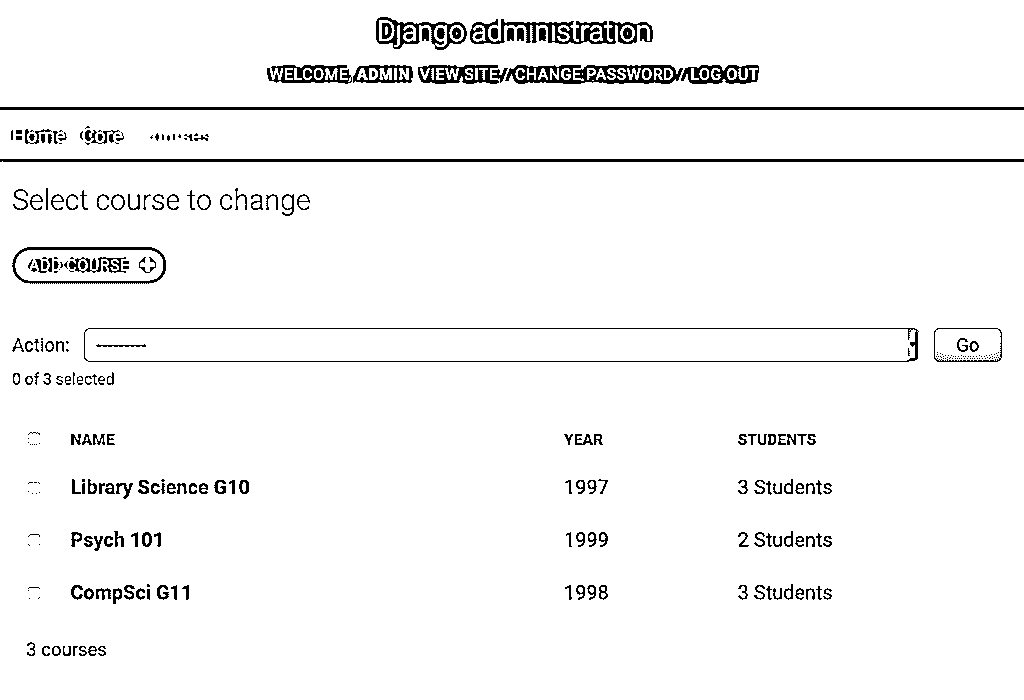 Django administration
WELCOME, ADMIN VIEW SITE / CHANGE PASSWORD / LOG OUT
Home Core
Select course to change
ADD COURSE +
Action: --------- Go
0 of 3 selected
NAME YEAR STUDENTS
Library Science G10 1997 3 Students
Psych 101 1999 2 Students
CompSci G11 1998 3 Students
3 courses